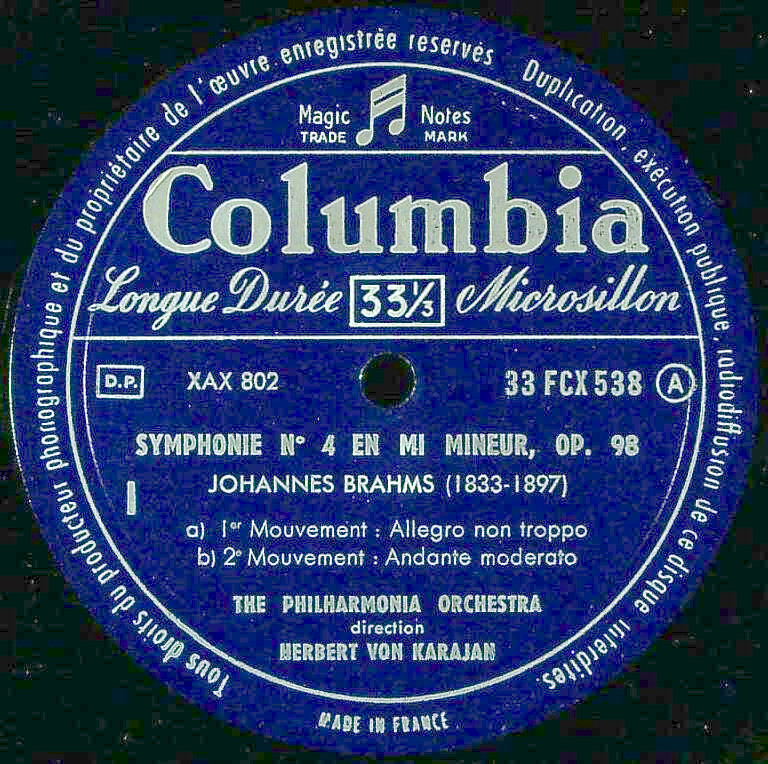 Tous droits du producteur phonographique et du propriétaire de l'œuvre enregistrée reservés
Duplication, exécution publique, radiodiffusion de ce disque interdites.
Magic Notes
TRADE MARK
Columbia
Longue Durée 33⅓ Microsillon
D.P. XAX 802 33 FCX 538 A
SYMPHONIE N° 4 EN MI MINEUR, OP. 98
JOHANNES BRAHMS (1833-1897)
I
a) 1er Mouvement : Allegro non troppo
b) 2e Mouvement : Andante moderato
THE PHILHARMONIA ORCHESTRA
direction
HERBERT VON KARAJAN
MADE IN FRANCE